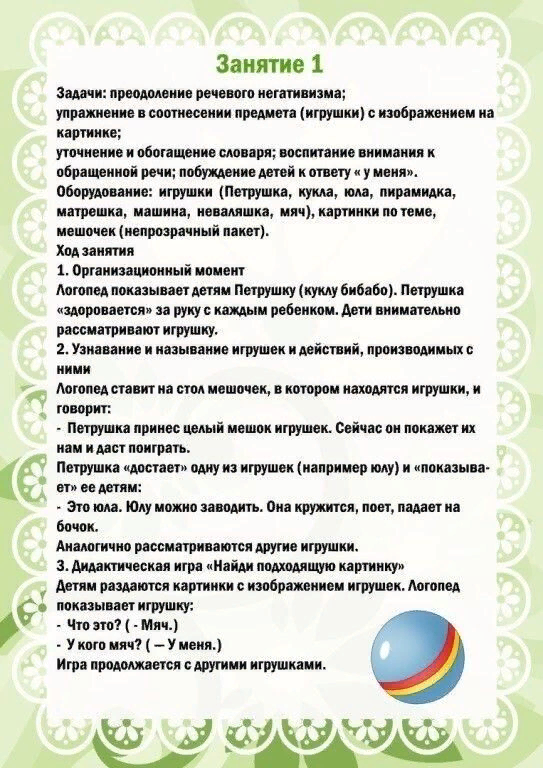 Занятие 1
Задачи: преодоление речевого негативизма;
упражнение в соотнесении предмета (игрушки) с изображением на
картинке;
уточнение и обогащение словаря; воспитание внимания к
обращенной речи; побуждение детей к ответу « у меня».
Оборудование: игрушки (Петрушка, кукла, юла, пирамидка,
матрешка, машина, неваляшка, мяч), картинки по теме,
мешочек (непрозрачный пакет).
Ход занятия
1. Организационный момент
Логопед показывает детям Петрушку (куклу бибабо). Петрушка
«здоровается» за руку с каждым ребенком. Дети внимательно
рассматривают игрушку.
2. Узнавание и называние игрушек и действий, производимых с
ними
Логопед ставит на стол мешочек, в котором находятся игрушки, и
говорит:
- Петрушка принес целый мешок игрушек. Сейчас он покажет их
нам и даст поиграть.
Петрушка «достает» одну из игрушек (например юлу) и «показыва-
ет» ее детям:
- Это юла. Юлу можно заводить. Она кружится, поет, падает на
бочок.
Аналогично рассматриваются другие игрушки.
3. Дидактическая игра «Найди подходящую картинку»
Детям раздаются картинки с изображением игрушек. Логопед
показывает игрушку:
- Что это? ( - Мяч.)
- У кого мяч? ( — У меня.)
Игра продолжается с другими игрушками.